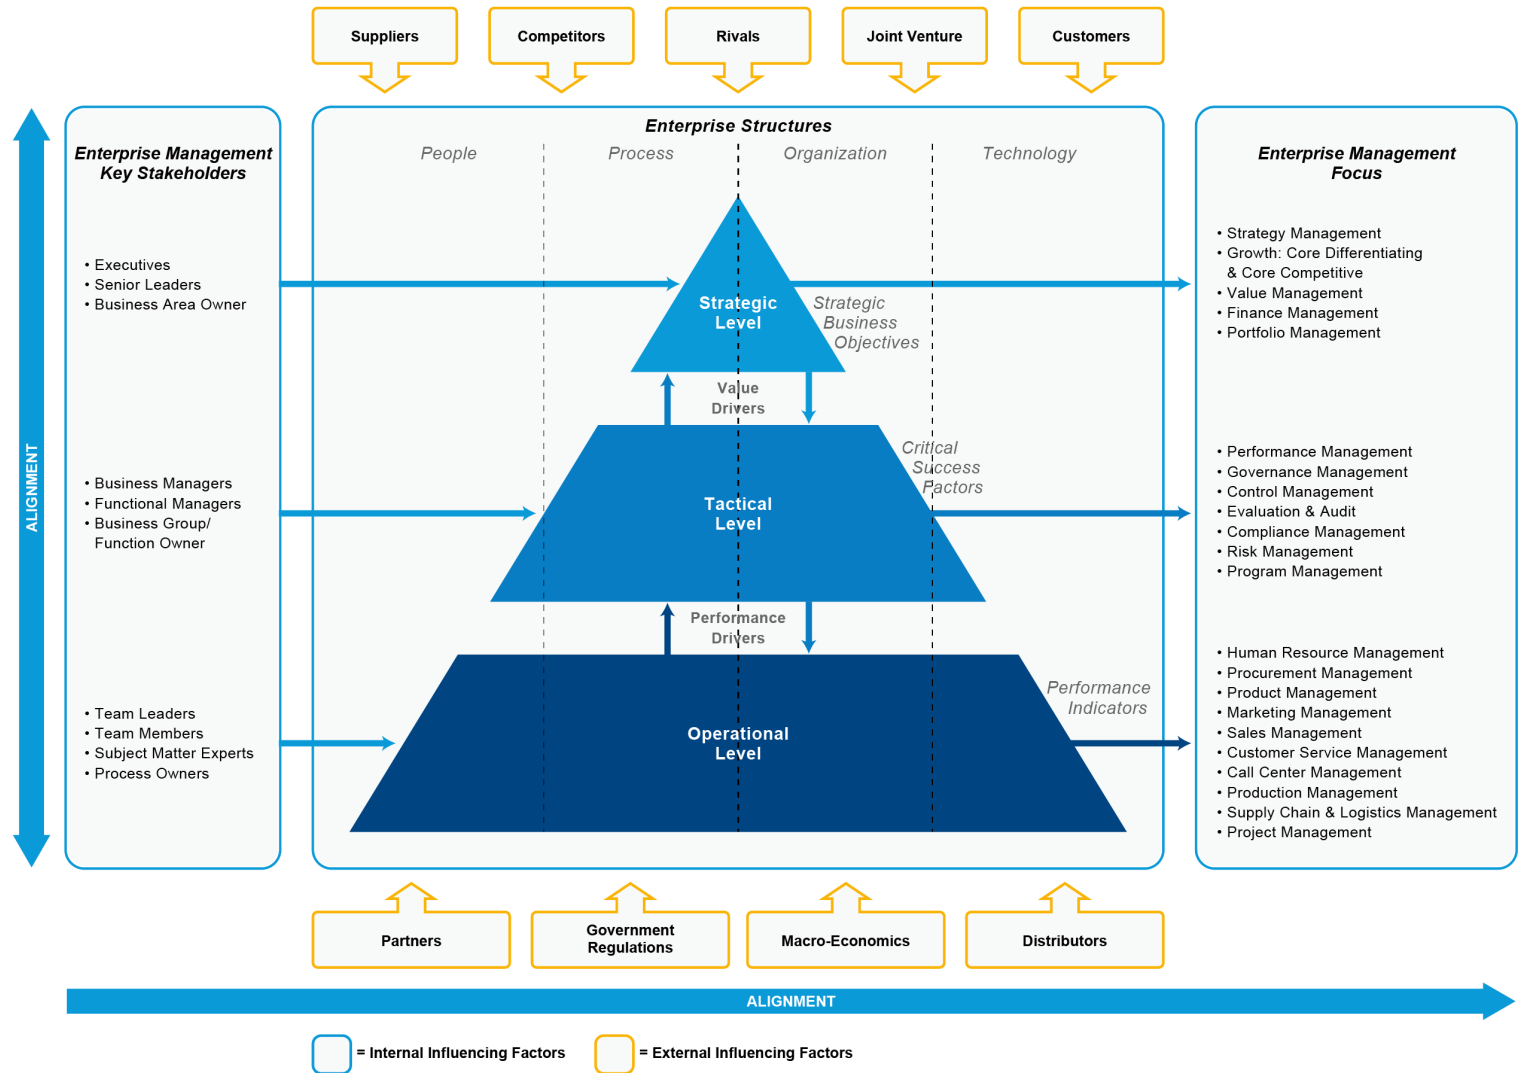 Suppliers
Competitors
Rivals
Joint Venture
Customers
Enterprise Management
Key Stakeholders
• Executives
• Senior Leaders
• Business Area Owner
• Business Managers
• Functional Managers
• Business Group/
Function Owner
• Team Leaders
• Team Members
• Subject Matter Experts
• Process Owners
ALIGNMENT
Enterprise Structures
People
Process
Organization
Technology
Strategic
Level
Strategic
Business
Objectives
Value
Drivers
Tactical
Level
Critical
Success
Factors
Performance
Drivers
Operational
Level
Performance
Indicators
Enterprise Management
Focus
• Strategy Management
• Growth: Core Differentiating
& Core Competitive
• Value Management
• Finance Management
• Portfolio Management
• Performance Management
• Governance Management
• Control Management
• Evaluation & Audit
• Compliance Management
• Risk Management
• Program Management
• Human Resource Management
• Procurement Management
• Product Management
• Marketing Management
• Sales Management
• Customer Service Management
• Call Center Management
• Production Management
• Supply Chain & Logistics Management
• Project Management
Partners
Government
Regulations
Macro-Economics
Distributors
ALIGNMENT
= Internal Influencing Factors
= External Influencing Factors